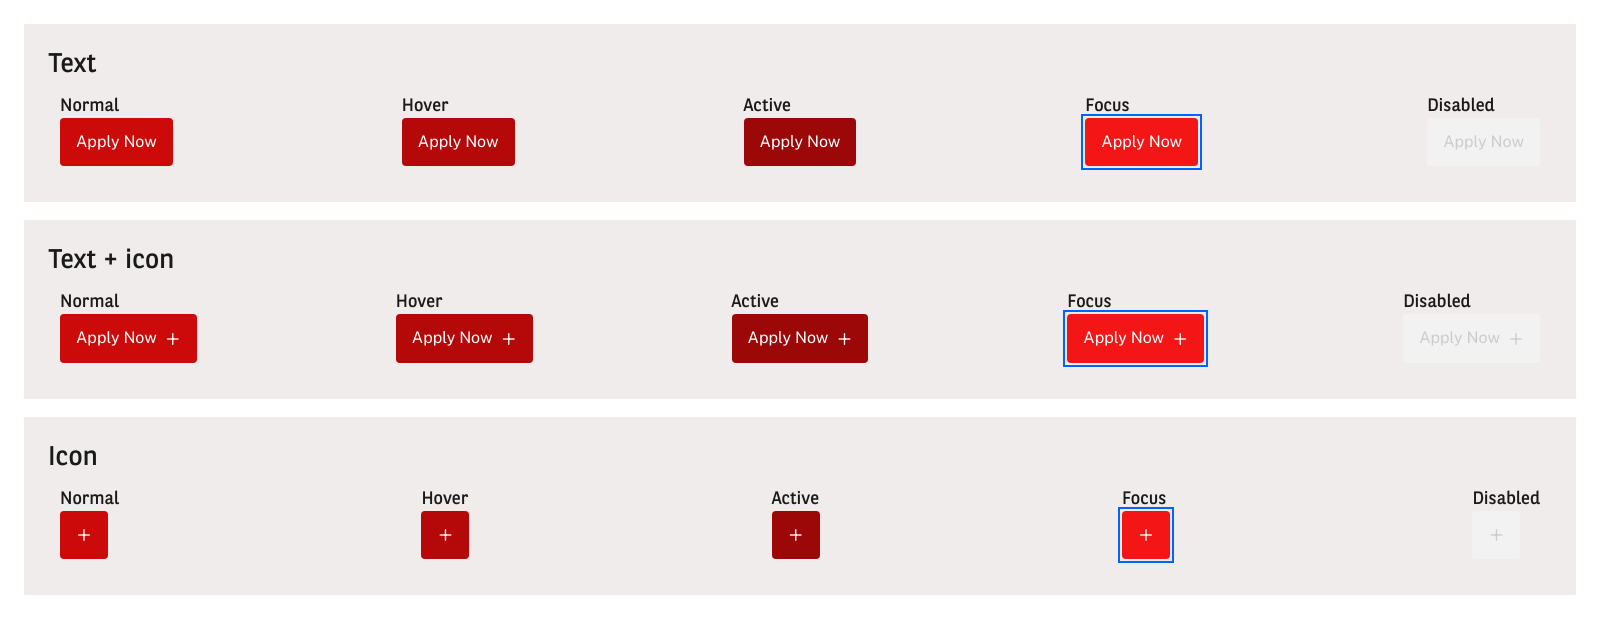 Text
Normal Hover Active Focus Disabled
Apply Now Apply Now Apply Now Apply Now Apply Now
Text + icon
Normal Hover Active Focus Disabled
Apply Now + Apply Now + Apply Now + Apply Now + Apply Now +
Icon
Normal Hover Active Focus Disabled
+ + + + +